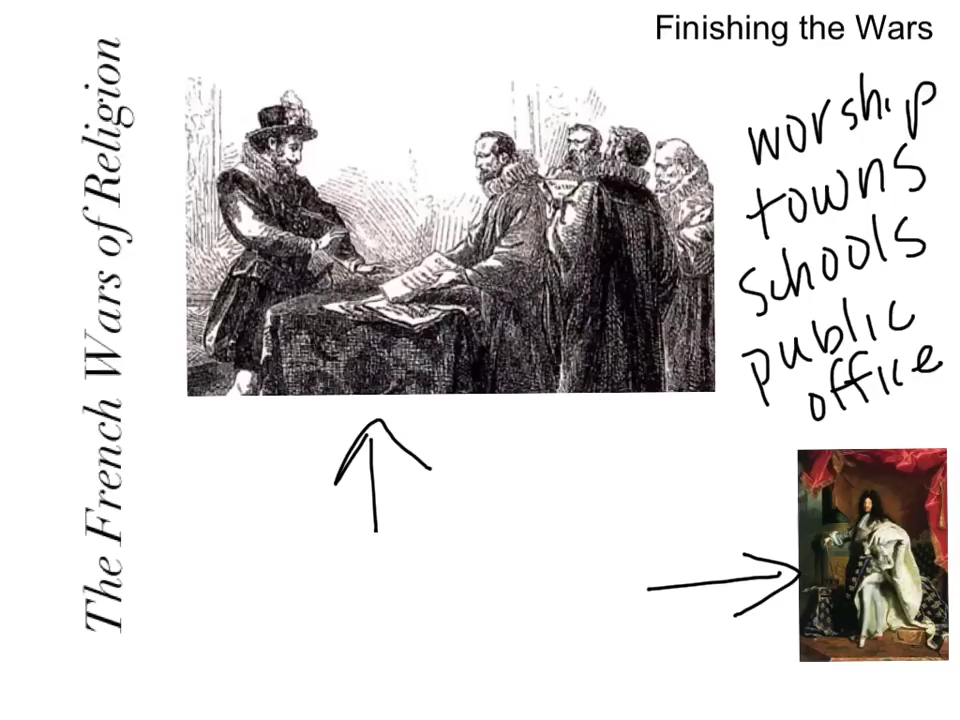 The French Wars of Religion
Finishing the Wars
worship
towns
schools
public
office